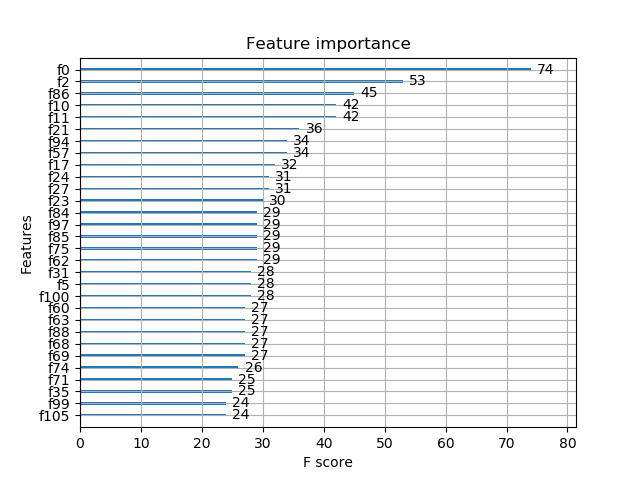 Feature importance
f0 74
f2 53
f86 45
f10 42
f11 42
f21 36
f94 34
f57 34
f17 32
f24 31
f27 31
f23 30
f84 29
f97 29
f85 29
f75 29
f62 29
f31 28
f5 28
f100 28
f60 27
f63 27
f88 27
f68 27
f69 27
f74 26
f71 25
f35 25
f99 24
f105 24
Features
0 10 20 30 40 50 60 70 80
F score